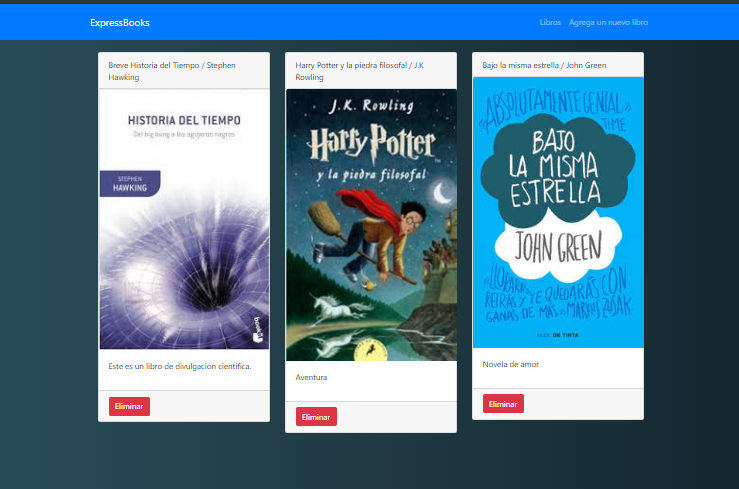 ExpressBooks
Libros Agrega un nuevo libro
Breve Historia del Tiempo / Stephen
Hawking
HISTORIA DEL TIEMPO
Del big bang a los agujeros negros
STEPHEN
HAWKING
book
Este es un libro de divulgación cientifica.
Eliminar
Harry Potter y la piedra filosofal / J.K
Rowling
J.K. Rowling
Harry Potter
y la piedra filosofal
Aventura
Eliminar
Bajo la misma estrella / John Green
«ABSOLUTAMENTE GENIAL.»
TIME
BAJO
LA MISMA
ESTRELLA
JOHN GREEN
«LLORARÁS,
REIRÁS Y TE QUEDARÁS CON
GANAS DE MÁS.» MARKUS ZUSAK
DE TINTA
Novela de amor
Eliminar